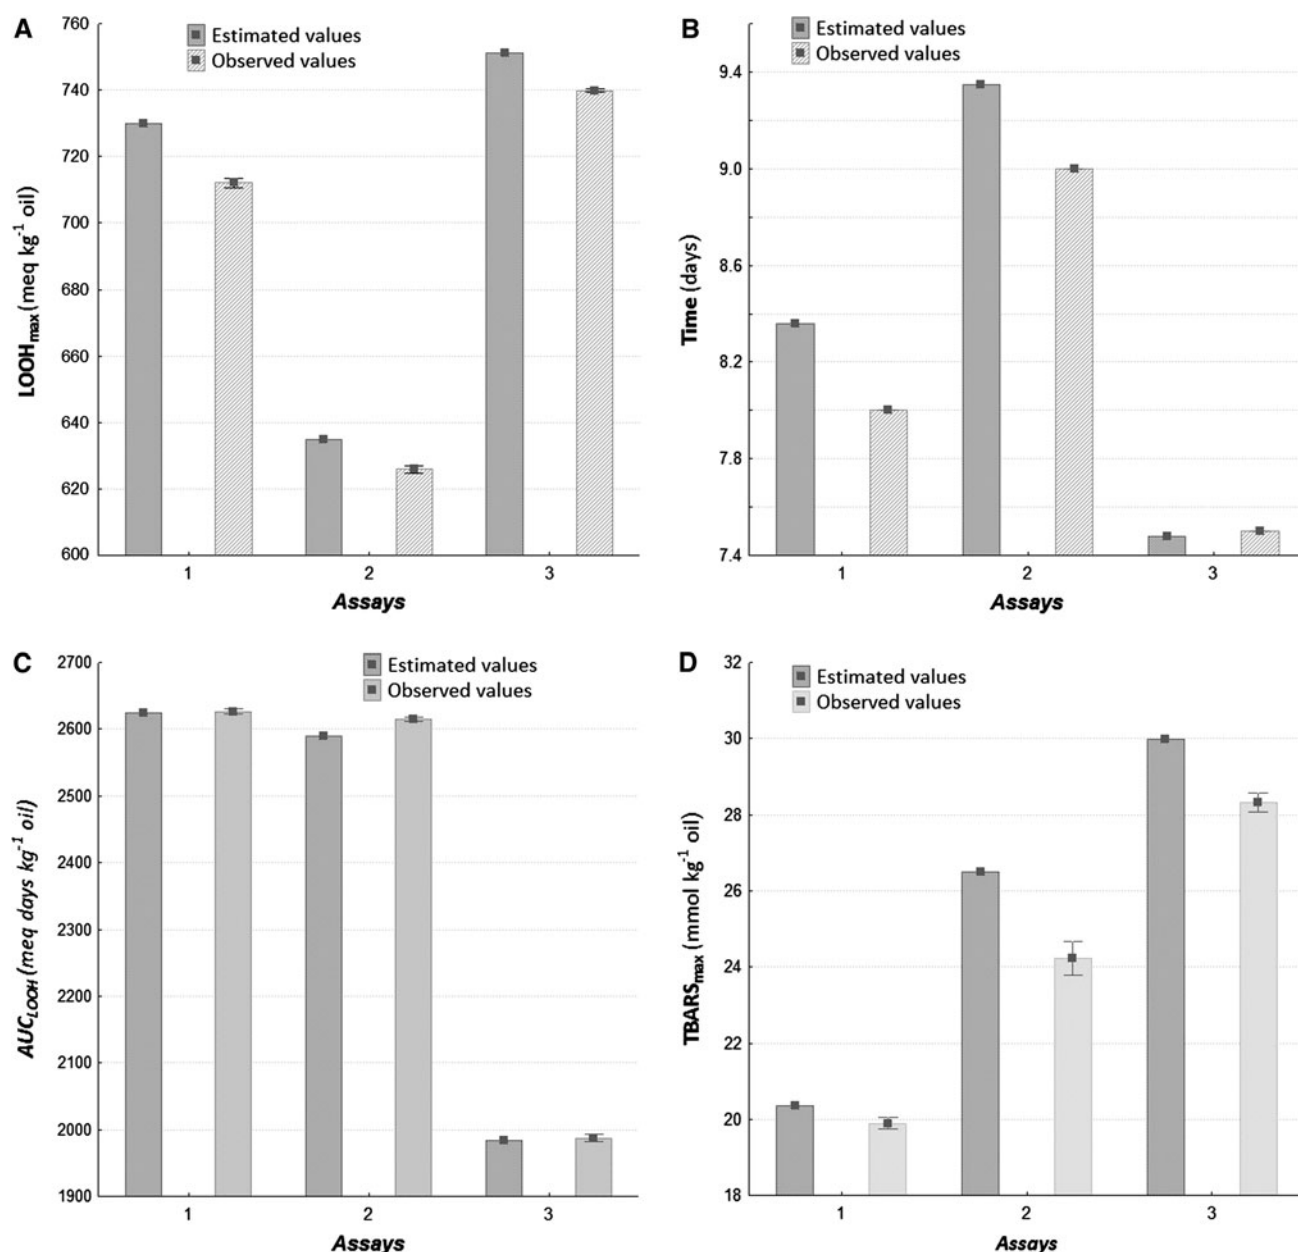 A
Estimated values
Observed values
760
740
720
700
680
660
640
620
600
LOOHmax (meq kg-1 oil)
1 2 3
Assays
B
Estimated values
Observed values
9.4
9.0
8.6
8.2
7.8
7.4
Time (days)
1 2 3
Assays
C
Estimated values
Observed values
2700
2600
2500
2400
2300
2200
2100
2000
1900
AUCLOOH (meq days kg-1 oil)
1 2 3
Assays
D
Estimated values
Observed values
32
30
28
26
24
22
20
18
TBARSmax (mmol kg-1 oil)
1 2 3
Assays